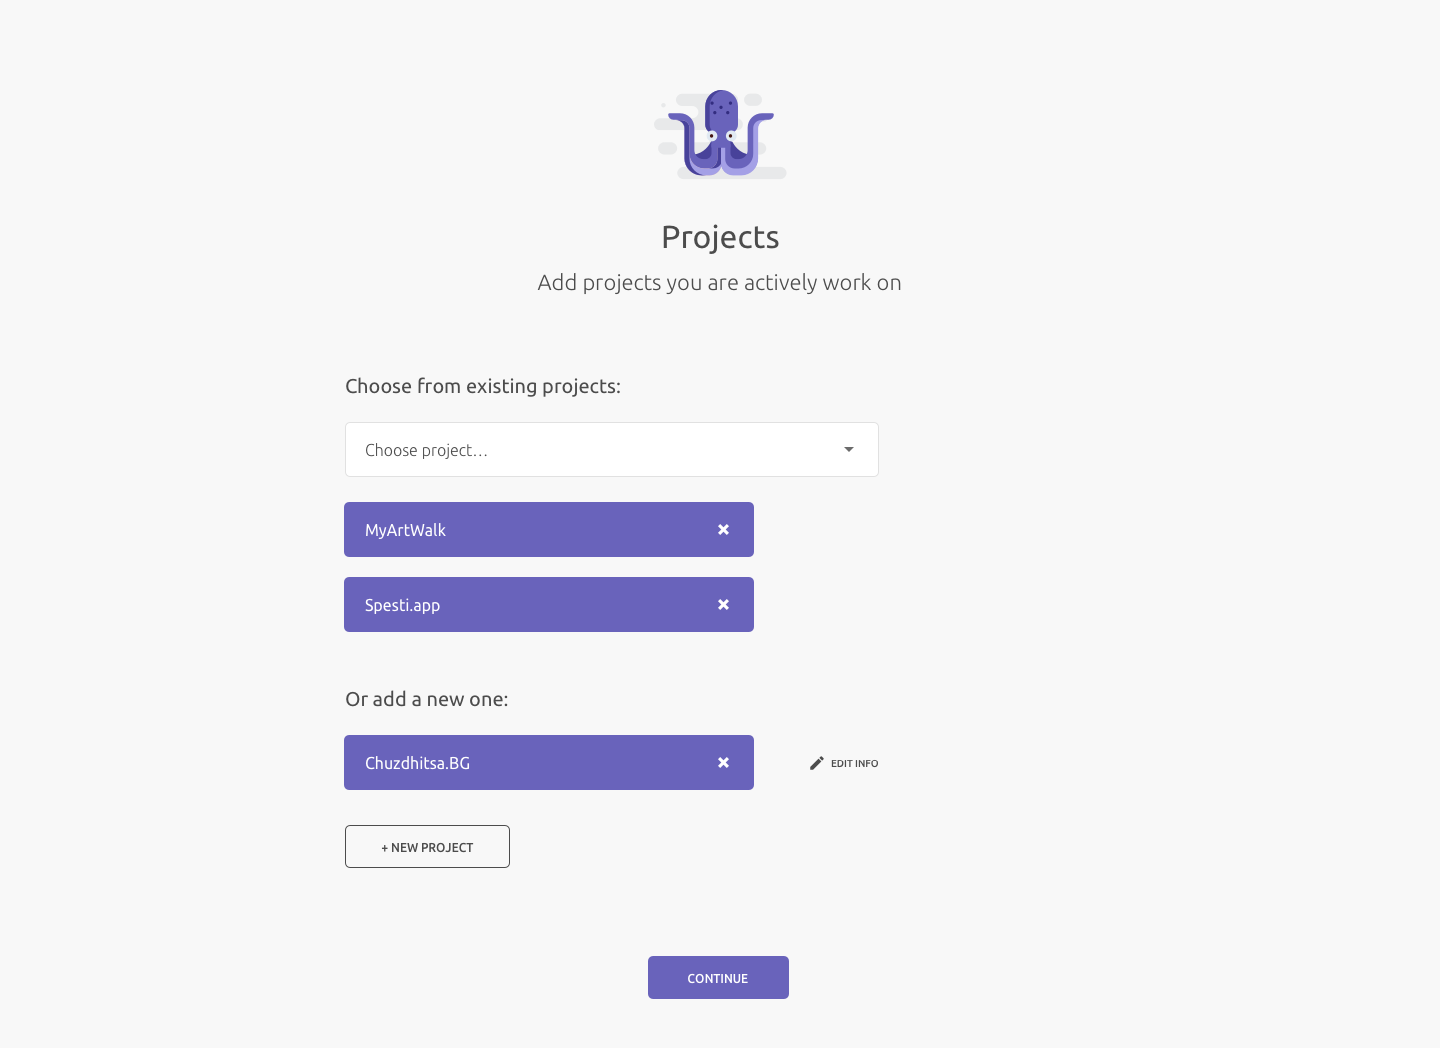 Projects
Add projects you are actively work on
Choose from existing projects:
Choose project...
MyArtWalk
Spesti.app
Or add a new one:
Chuzdhitsa.BG
EDIT INFO
+ NEW PROJECT
CONTINUE